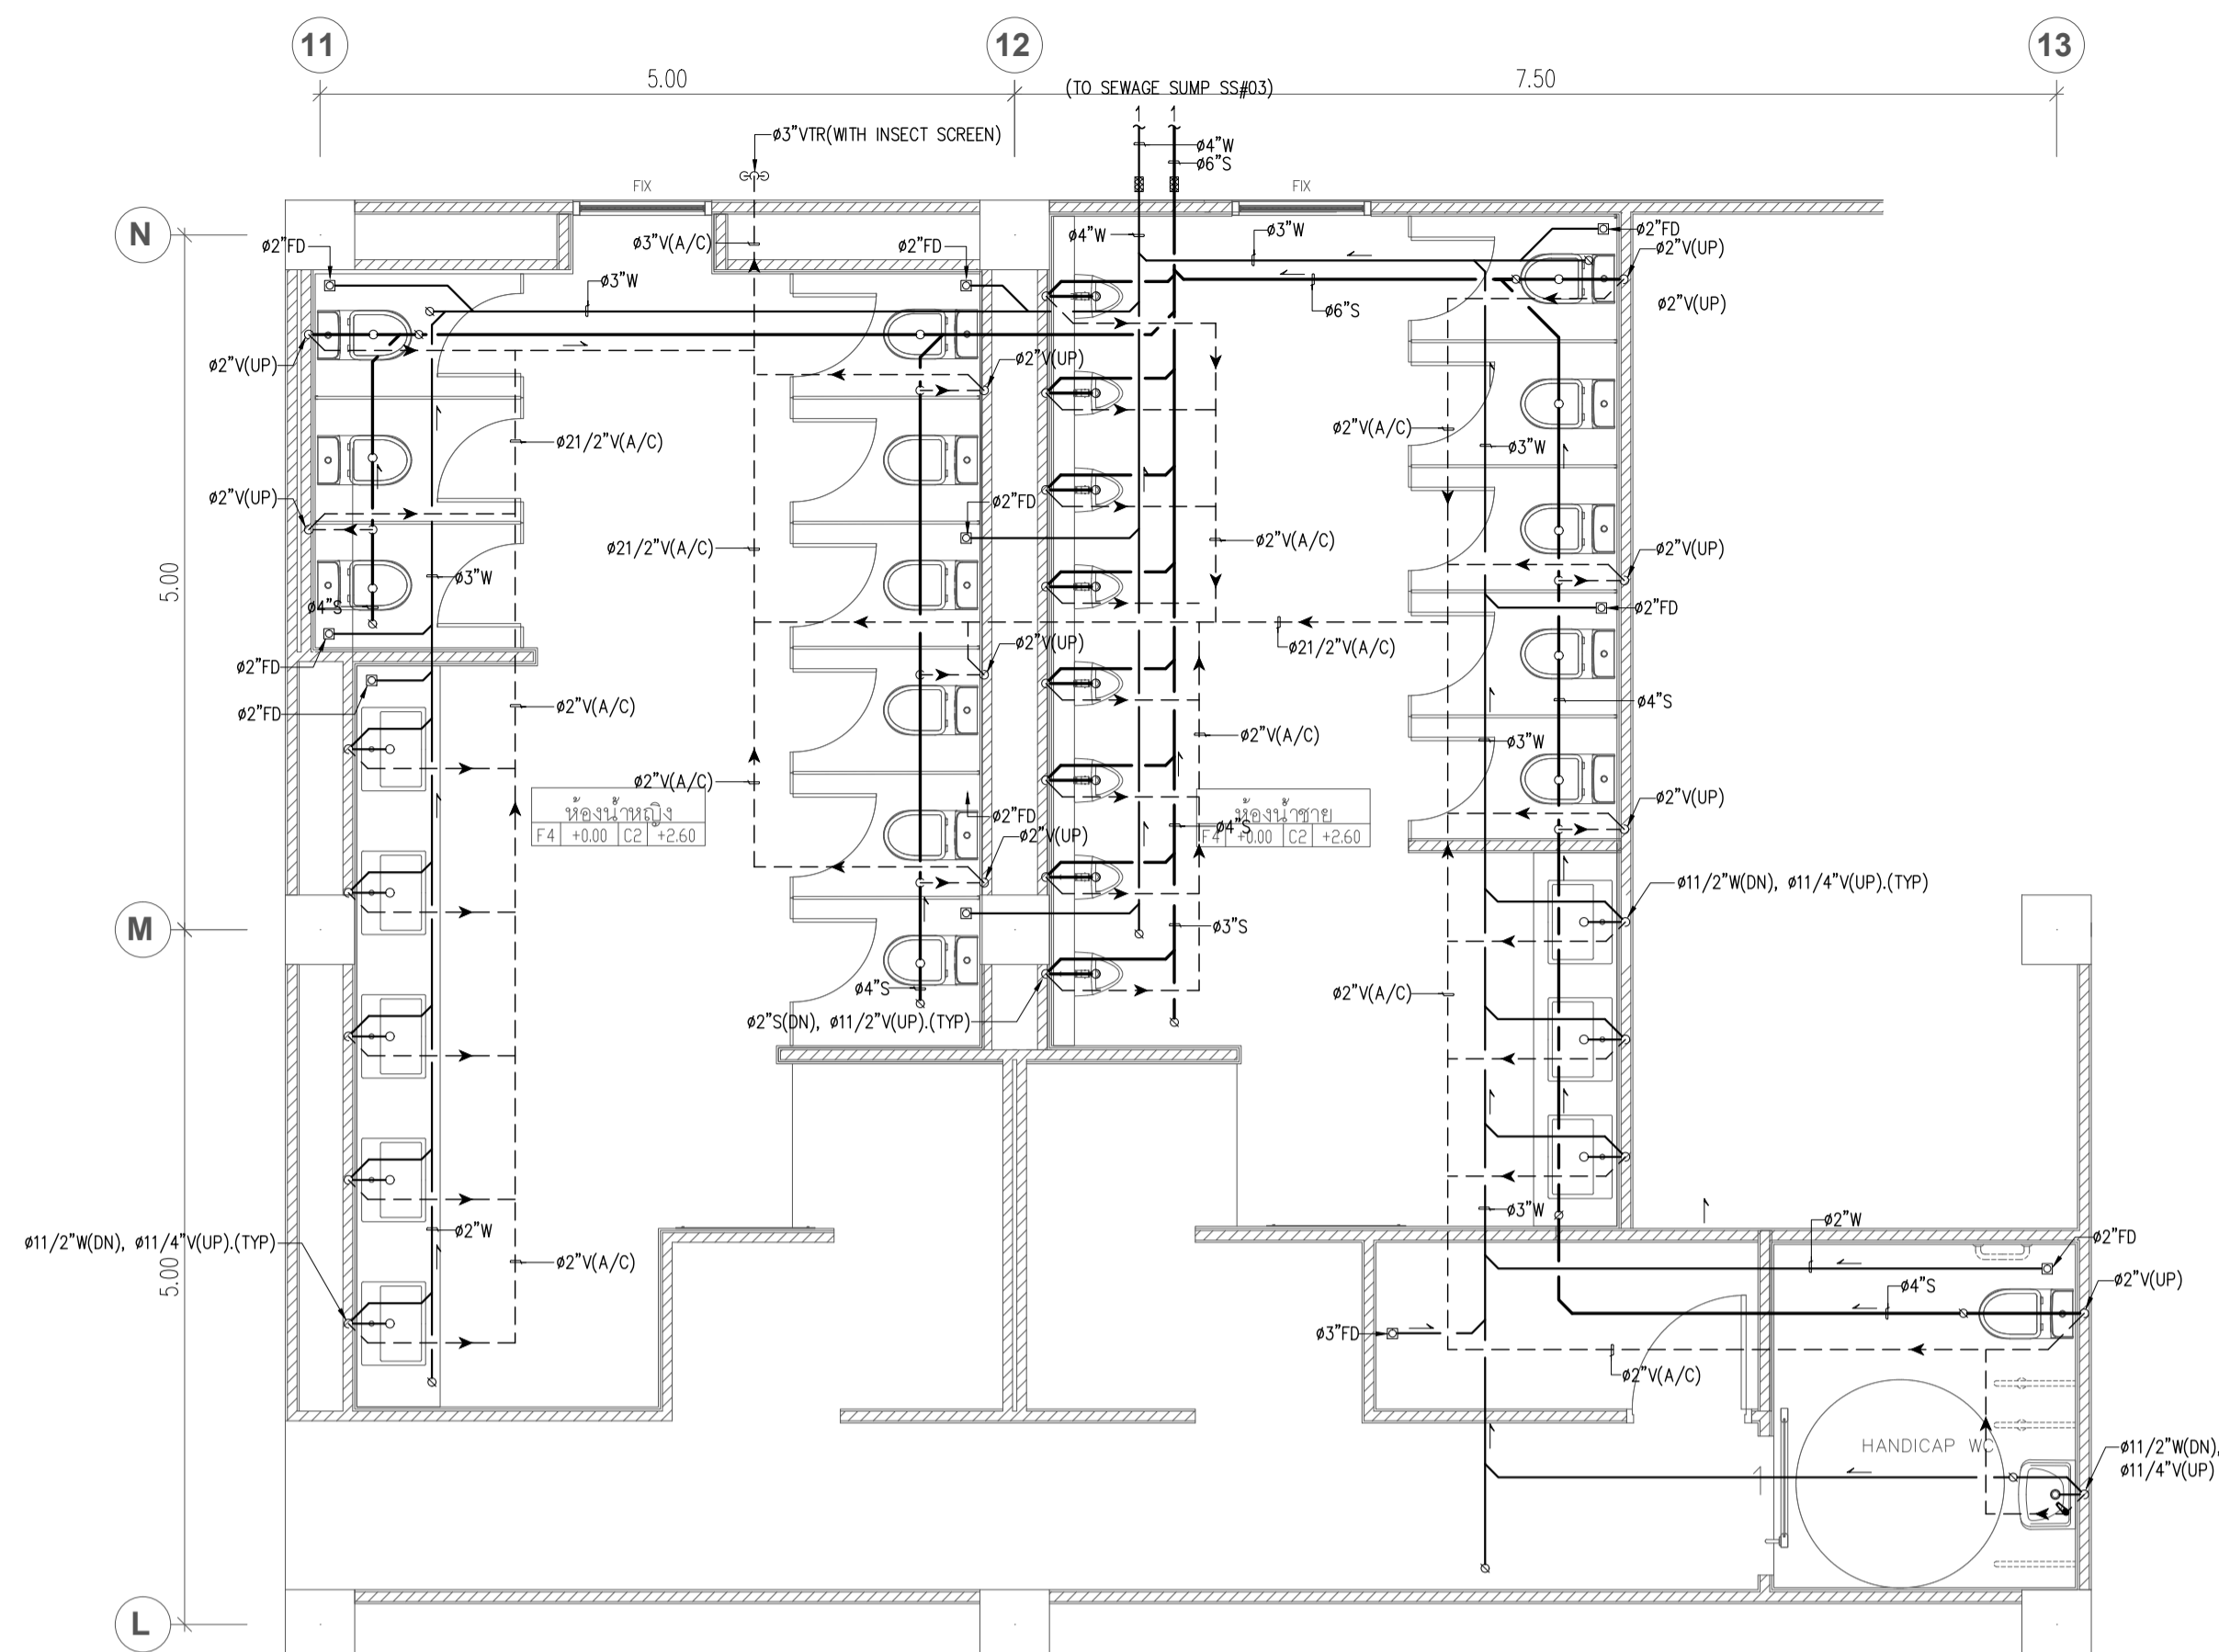 11
12
13
5.00
7.50
(TO SEWAGE SUMP SS#03)
ø3"VTR(WITH INSECT SCREEN)
ø4"W
ø6"S
FIX
FIX
N
ø2"FD
ø3"V(A/C)
ø2"FD
ø4"W
ø3"W
ø2"FD
ø2"V(UP)
ø3"W
ø6"S
ø2"V(UP)
ø2"V(UP)
ø2"V(UP)
ø21/2"V(A/C)
ø2"V(A/C)
ø3"W
ø2"V(UP)
ø2"FD
ø21/2"V(A/C)
ø2"V(A/C)
ø2"V(UP)
5.00
ø3"W
ø4"S
ø2"FD
ø2"FD
ø2"V(UP)
ø21/2"V(A/C)
ø2"FD
ø2"V(A/C)
ø4"S
ø2"V(A/C)
ø3"W
ø2"V(A/C)
ห้องน้ำหญิง
F4 +0.00 C2 +2.60
ø2"FD
ø2"V(UP)
ห้องน้ำชาย
F4 +0.00 C2 +2.60
ø4"S
ø2"V(UP)
M
ø11/2"W(DN), ø11/4"V(UP).(TYP)
ø3"S
ø4"S
ø2"V(A/C)
ø2"S(DN), ø11/2"V(UP).(TYP)
ø3"W
ø2"W
ø2"W
ø2"FD
ø11/2"W(DN), ø11/4"V(UP).(TYP)
5.00
ø2"V(A/C)
ø4"S
ø2"V(UP)
ø3"FD
ø2"V(A/C)
HANDICAP WC
ø11/2"W(DN),
ø11/4"V(UP)
L